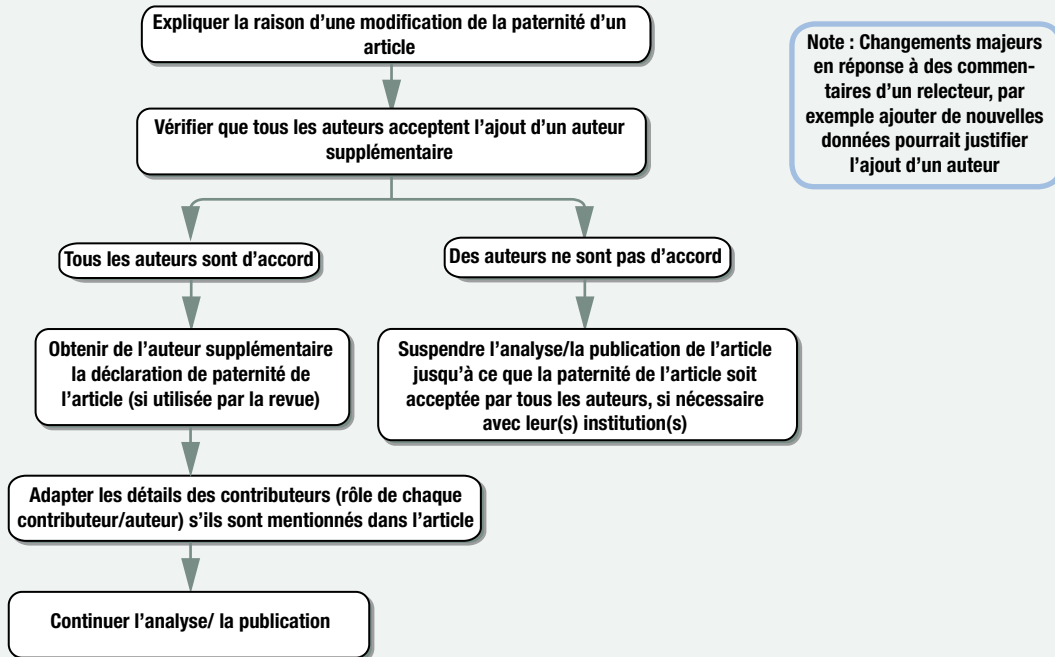 Expliquer la raison d’une modification de la paternité d’un
article
Note : Changements majeurs
en réponse à des commen-
taires d’un relecteur, par
exemple ajouter de nouvelles
données pourrait justifier
l’ajout d’un auteur
Vérifier que tous les auteurs acceptent l’ajout d’un auteur
supplémentaire
Tous les auteurs sont d’accord
Des auteurs ne sont pas d’accord
Obtenir de l’auteur supplémentaire
la déclaration de paternité de
l’article (si utilisée par la revue)
Suspendre l’analyse/la publication de l’article
jusqu’à ce que la paternité de l’article soit
acceptée par tous les auteurs, si nécessaire
avec leur(s) institution(s)
Adapter les détails des contributeurs (rôle de chaque
contributeur/auteur) s’ils sont mentionnés dans l’article
Continuer l’analyse/ la publication